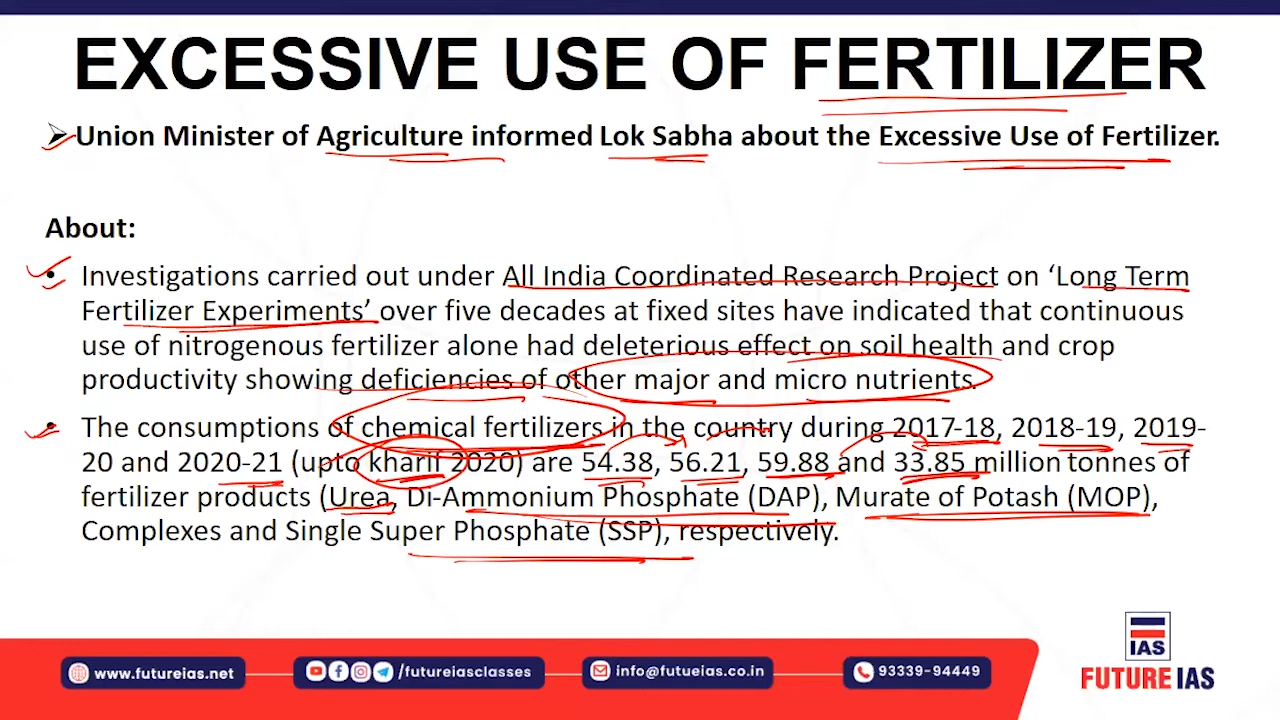 EXCESSIVE USE OF FERTILIZER
Union Minister of Agriculture informed Lok Sabha about the Excessive Use of Fertilizer.
About:
• Investigations carried out under All India Coordinated Research Project on ‘Long Term
Fertilizer Experiments’ over five decades at fixed sites have indicated that continuous
use of nitrogenous fertilizer alone had deleterious effect on soil health and crop
productivity showing deficiencies of other major and micro nutrients.
• The consumptions of chemical fertilizers in the country during 2017-18, 2018-19, 2019-
20 and 2020-21 (upto kharif 2020) are 54.38, 56.21, 59.88 and 33.85 million tonnes of
fertilizer products (Urea, Di-Ammonium Phosphate (DAP), Murate of Potash (MOP),
Complexes and Single Super Phosphate (SSP), respectively.
IAS
FUTURE IAS
www.futureias.net
/futureiasclasses
info@futueias.co.in
93339-94449